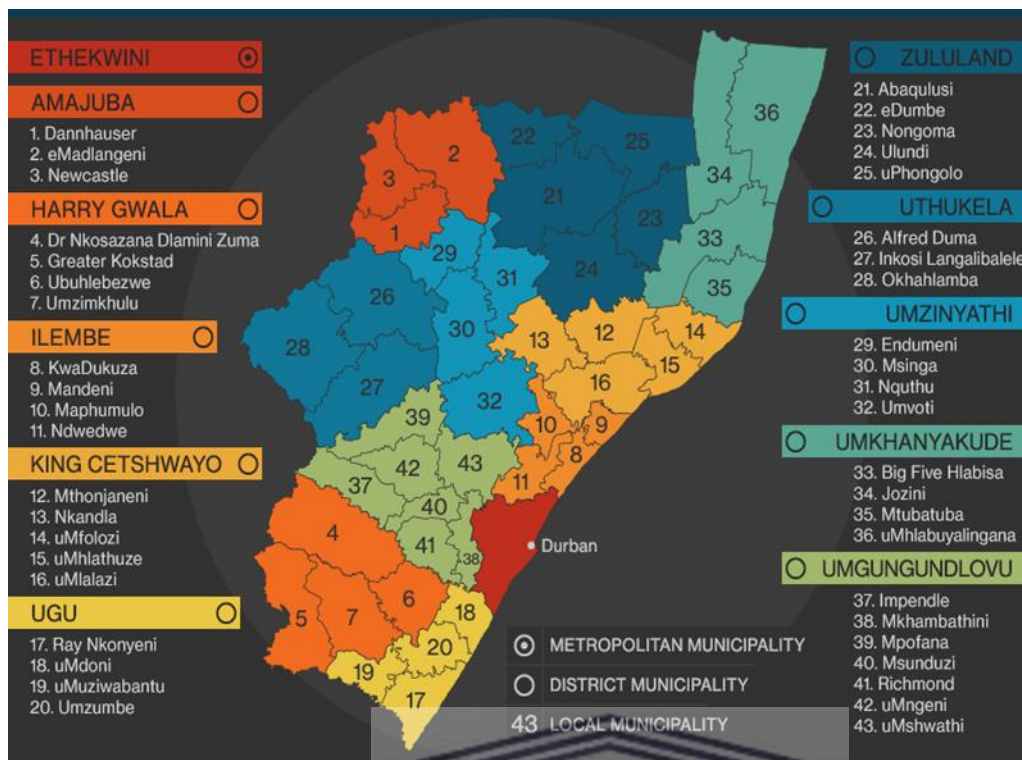 ETHEKWINI
AMAJUBA
1. Dannhauser
2. eMadlangeni
3. Newcastle
HARRY GWALA
4. Dr Nkosazana Dlamini Zuma
5. Greater Kokstad
6. Ubuhlebezwe
7. Umzimkhulu
ILEMBE
8. KwaDukuza
9. Mandeni
10. Maphumulo
11. Ndwedwe
KING CETSHWAYO
12. Mthonjaneni
13. Nkandla
14. uMfolozi
15. uMhlathuze
16. uMlalazi
UGU
17. Ray Nkonyeni
18. uMdoni
19. uMuziwabantu
20. Umzumbe
36
2
22
25
3
34
21
23
1
29
33
31
24
35
26
30
13
12
14
28
15
27
16
32
39
10
9
42
43
8
37
11
40
4
41
38
Durban
6
5
7
18
20
19
17
METROPOLITAN MUNICIPALITY
DISTRICT MUNICIPALITY
43 LOCAL MUNICIPALITY
ZULULAND
21. Abaqulusi
22. eDumbe
23. Nongoma
24. Ulundi
25. uPhongolo
UTHUKELA
26. Alfred Duma
27. Inkosi Langalibalele
28. Okhahlamba
UMZINYATHI
29. Endumeni
30. Msinga
31. Nquthu
32. Umvoti
UMKHANYAKUDE
33. Big Five Hlabisa
34. Jozini
35. Mtubatuba
36. uMhlabuyalingana
UMGUNGUNDLOVU
37. Impendle
38. Mkhambathini
39. Mpofana
40. Msunduzi
41. Richmond
42. uMngeni
43. uMshwathi